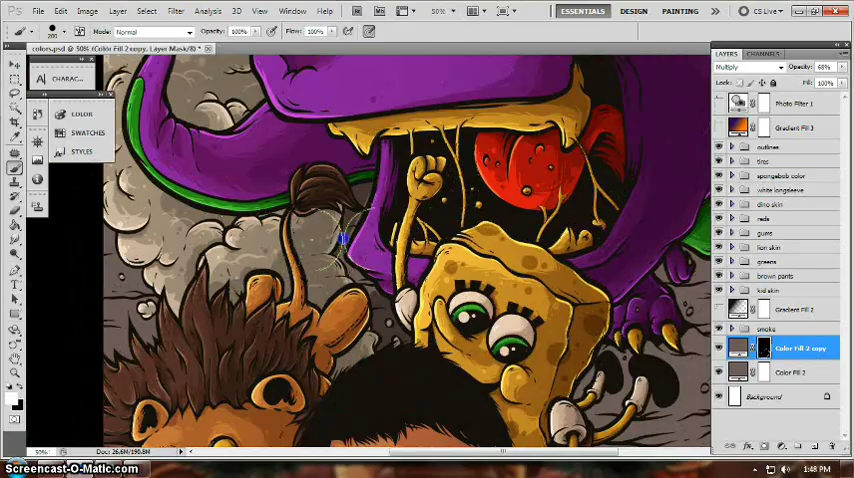 Ps File Edit Image Layer Select Filter Analysis 3D View Window Help Br Mb 50% ESSENTIALS DESIGN PAINTING CS Live
200 Mode: Normal Opacity: 100% Flow: 100%
colors.psd @ 50% (Color Fill 2 copy, Layer Mask/8) *
A CHARAC...
COLOR
SWATCHES
STYLES
LAYERS CHANNELS
Multiply Opacity: 68%
Lock: Fill: 100%
Photo Filter 1
Gradient Fill 3
outlines
tires
spongebob color
white longsleeve
dino skin
reds
gums
lion skin
greens
brown pants
kid skin
Gradient Fill 2
smoke
Color Fill 2 copy
Color Fill 2
Background
50% Doc: 26.6M/190.8M
Screencast-O-Matic.com
1:48 PM